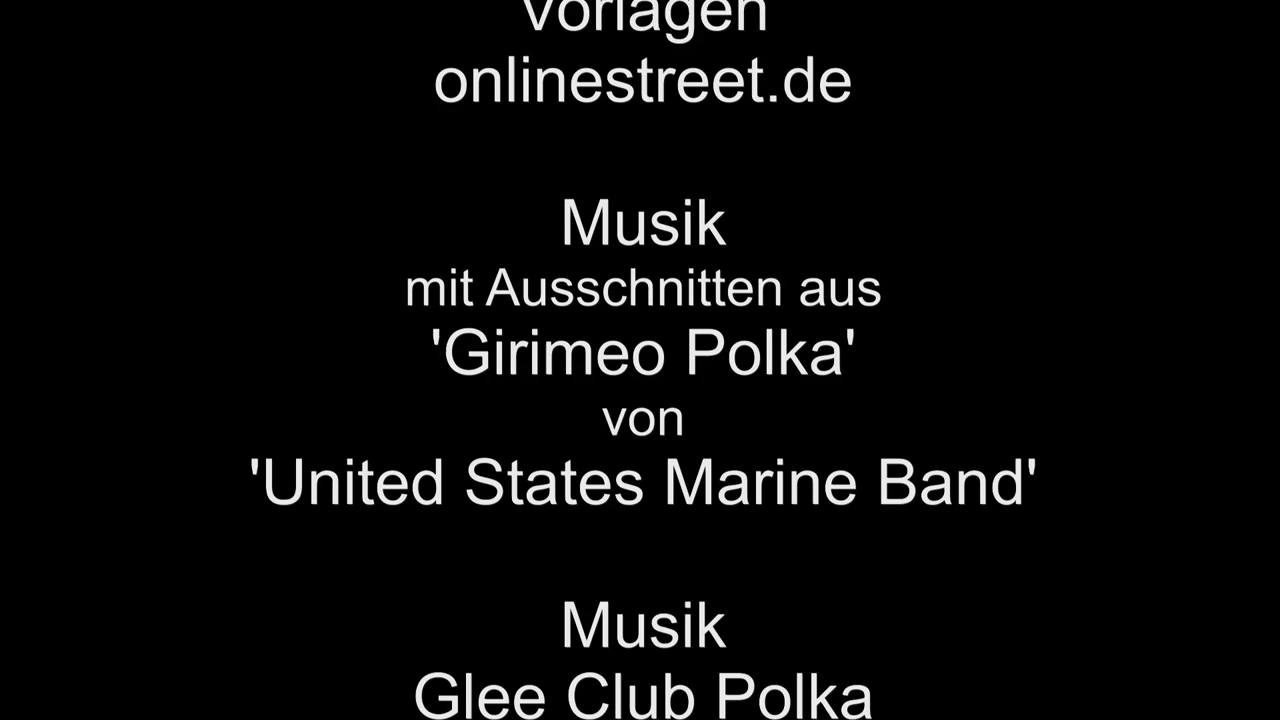 Vorlagen
onlinestreet.de
Musik
mit Ausschnitten aus
'Girimeo Polka'
von
'United States Marine Band'
Musik
Glee Club Polka